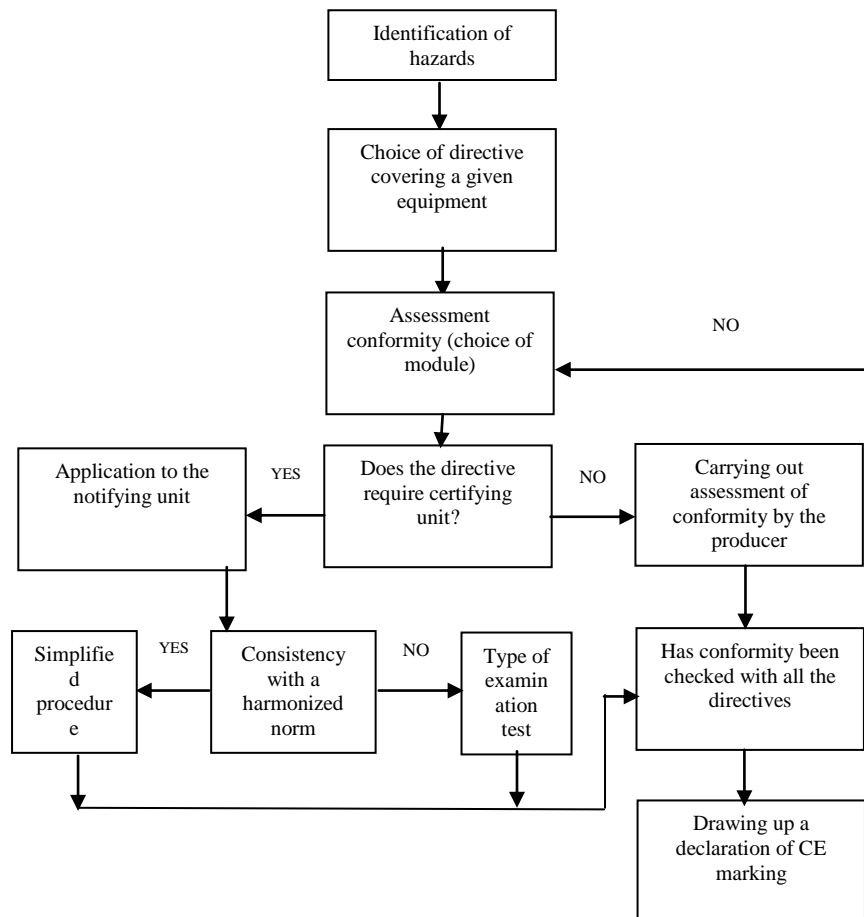 Identification of
hazards
Choice of directive
covering a given
equipment
Assessment
conformity (choice of
module)
NO
Application to the
notifying unit
YES
Does the directive
require certifying
unit?
NO
Carrying out
assessment of
conformity by the
producer
Simplifie
d
procedur
e
YES
Consistency
with a
harmonized
norm
NO
Type of
examin
ation
test
Has conformity been
checked with all the
directives
Drawing up a
declaration of CE
marking